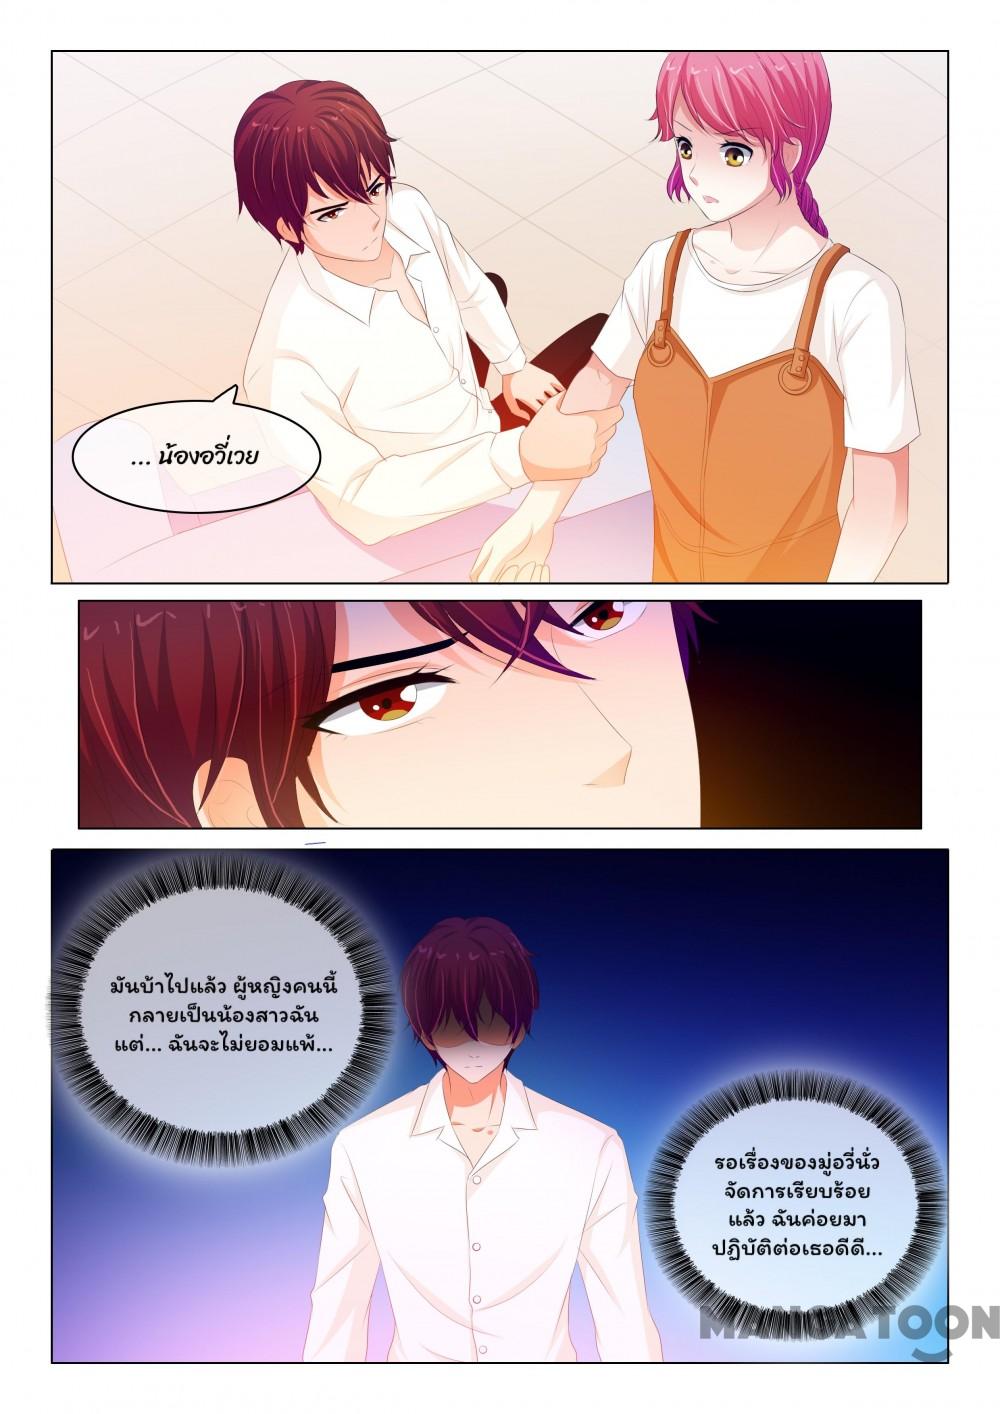 ... น้องอวี่เวย
มันบ้าไปแล้ว ผู้หญิงคนนี้
กลายเป็นน้องสาวฉัน
แต่... ฉันจะไม่ยอมแพ้...
รอเรื่องของมู่อวี่นั่ว
จัดการเรียบร้อย
แล้ว ฉันค่อยมา
ปฏิบัติต่อเธอดีดี...
MANGATOON